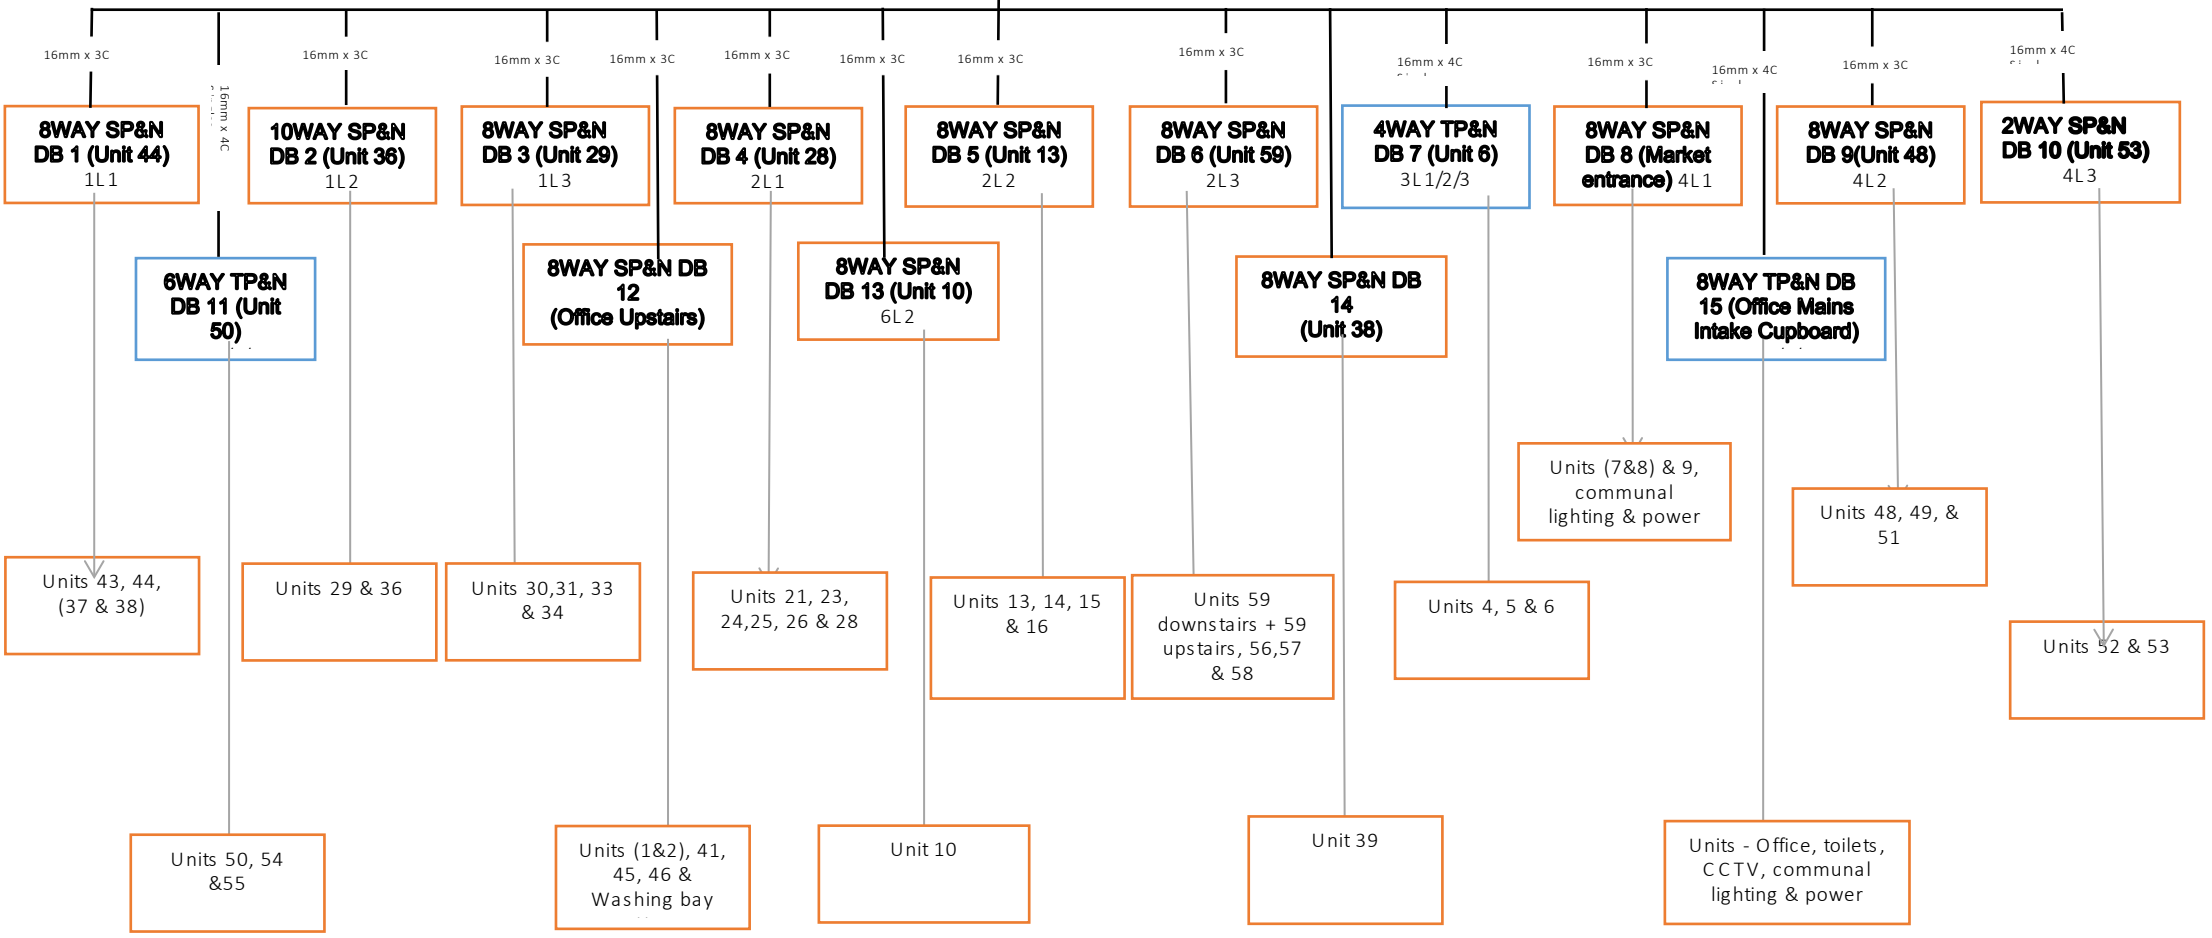 16mm x 3C
16mm x 4C
16mm x 3C
16mm x 3C
16mm x 3C
16mm x 3C
16mm x 3C
16mm x 3C
16mm x 3C
16mm x 4C
16mm x 3C
16mm x 4C
16mm x 3C
16mm x 4C
8WAY SP&N
DB 1 (Unit 44)
1L1
10WAY SP&N
DB 2 (Unit 36)
1L2
8WAY SP&N
DB 3 (Unit 29)
1L3
8WAY SP&N
DB 4 (Unit 28)
2L1
8WAY SP&N
DB 5 (Unit 13)
2L2
8WAY SP&N
DB 6 (Unit 59)
2L3
4WAY TP&N
DB 7 (Unit 6)
3L1/2/3
8WAY SP&N
DB 8 (Market
entrance) 4L1
8WAY SP&N
DB 9(Unit 48)
4L2
2WAY SP&N
DB 10 (Unit 53)
4L3
6WAY TP&N
DB 11 (Unit
50)
8WAY SP&N DB
12
(Office Upstairs)
8WAY SP&N
DB 13 (Unit 10)
6L2
8WAY SP&N DB
14
(Unit 38)
8WAY TP&N DB
15 (Office Mains
Intake Cupboard)
Units 43, 44,
(37 & 38)
Units 29 & 36
Units 30,31, 33
& 34
Units 21, 23,
24,25, 26 & 28
Units 13, 14, 15
& 16
Units 59
downstairs + 59
upstairs, 56,57
& 58
Units 4, 5 & 6
Units (7&8) & 9,
communal
lighting & power
Units 48, 49, &
51
Units 52 & 53
Units 50, 54
&55
Units (1&2), 41,
45, 46 &
Washing bay
Unit 10
Unit 39
Units - Office, toilets,
CCTV, communal
lighting & power